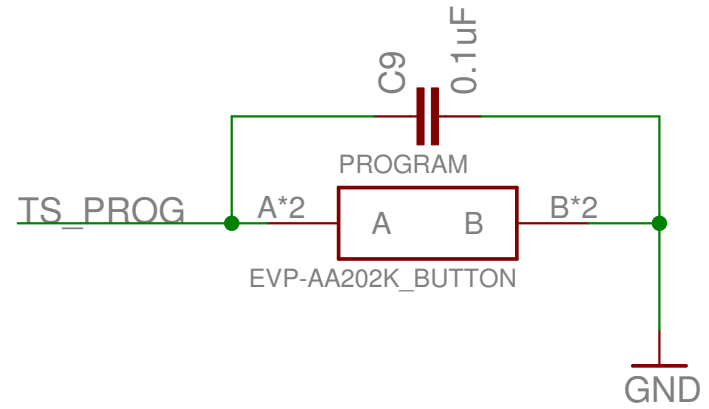 C9
0.1uF
PROGRAM
TS_PROG
A*2
A
B
B*2
EVP-AA202K_BUTTON
GND